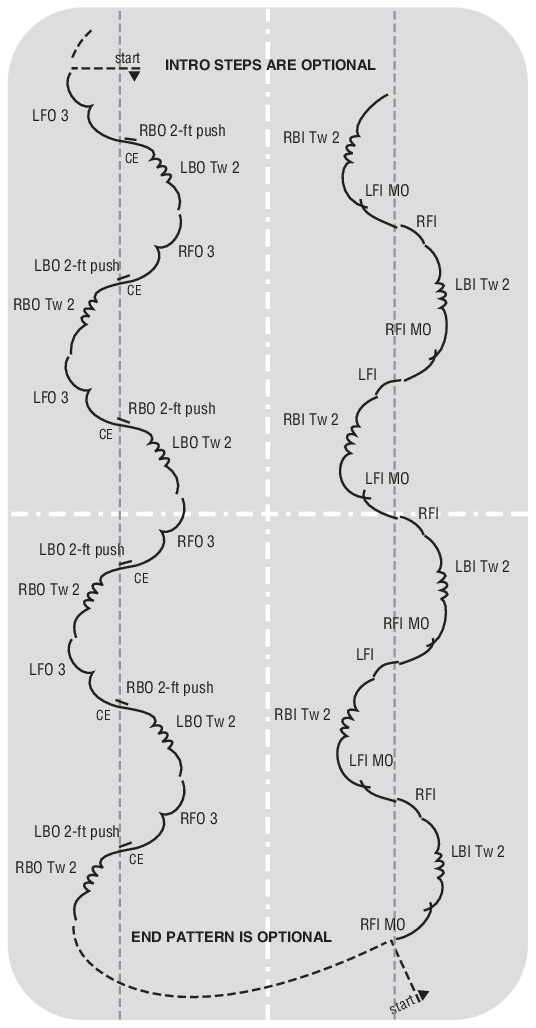 start
INTRO STEPS ARE OPTIONAL
LFO 3
RBO 2-ft push
CE
LBO Tw 2
RFO 3
LBO 2-ft push
CE
RBO Tw 2
LFO 3
RBO 2-ft push
CE
LBO Tw 2
RFO 3
LBO 2-ft push
CE
RBO Tw 2
LFO 3
RBO 2-ft push
CE
LBO Tw 2
RFO 3
LBO 2-ft push
CE
RBO Tw 2
RBI Tw 2
LFI MO
RFI
LBI Tw 2
RFI MO
LFI
RBI Tw 2
LFI MO
RFI
LBI Tw 2
RFI MO
LFI
RBI Tw 2
LFI MO
RFI
LBI Tw 2
RFI MO
END PATTERN IS OPTIONAL
start